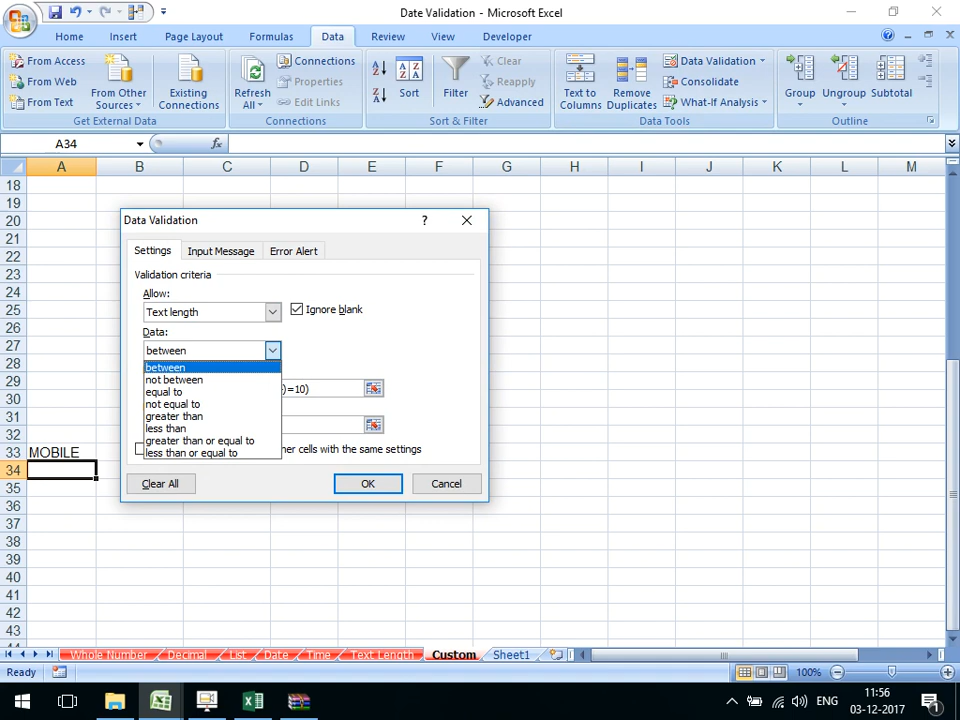 Date Validation - Microsoft Excel
Home Insert Page Layout Formulas Data Review View Developer
From Access
From Web
From Text
From Other Sources
Existing Connections
Get External Data
Refresh All
Connections
Properties
Edit Links
Connections
Sort
Filter
Clear
Reapply
Advanced
Sort & Filter
Text to Columns
Remove Duplicates
Data Validation
Consolidate
What-If Analysis
Data Tools
Group
Ungroup
Subtotal
Outline
A34 fx
A B C D E F G H I J K L M
18
19
20
21
22
23
24
25
26
27
28
29
30
31
32
33 MOBILE
34
35
36
37
38
39
40
41
42
43
44
Data Validation ?
Settings Input Message Error Alert
Validation criteria
Allow:
Text length Ignore blank
Data:
between
between
not between
equal to
not equal to
greater than
less than
greater than or equal to
less than or equal to
)=10)
her cells with the same settings
Clear All OK Cancel
Whole Number Decimal List Date Time Text Length Custom Sheet1
Ready 100%
ENG 11:56
03-12-2017
1